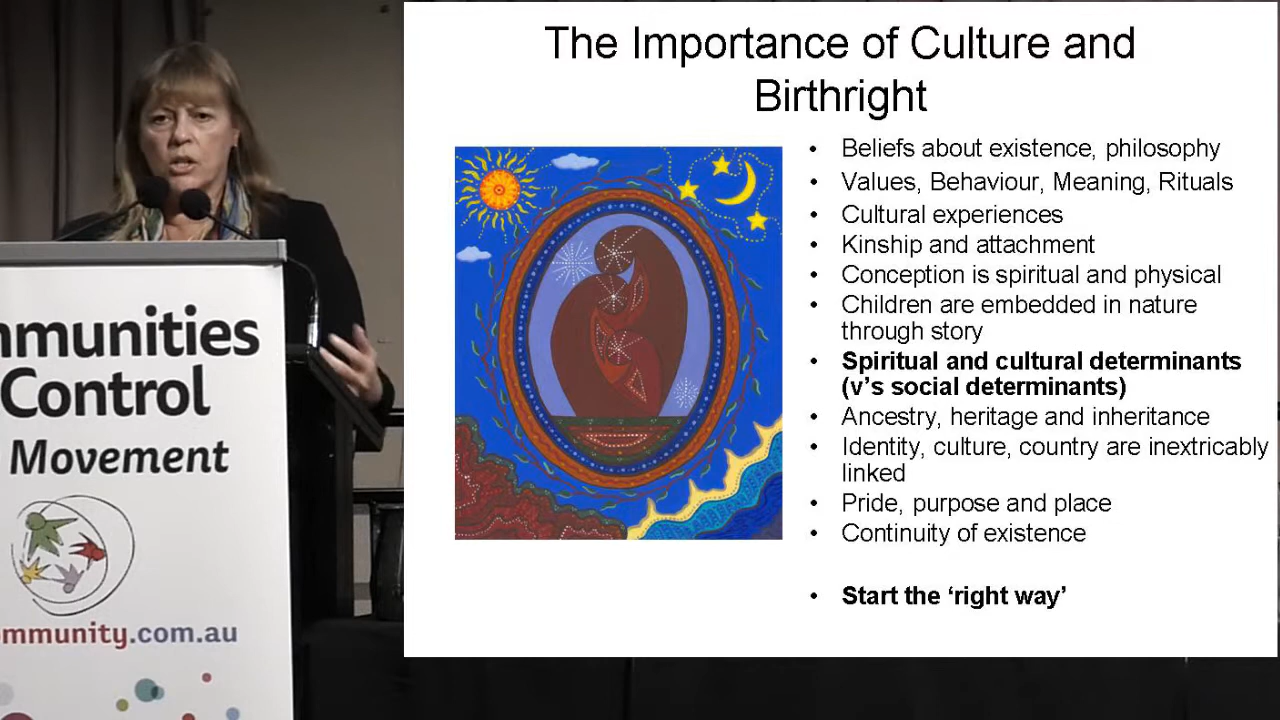 mmunities
Control
Movement
ommunity.com.au
The Importance of Culture and
Birthright
• Beliefs about existence, philosophy
• Values, Behaviour, Meaning, Rituals
• Cultural experiences
• Kinship and attachment
• Conception is spiritual and physical
• Children are embedded in nature
through story
• Spiritual and cultural determinants
(v's social determinants)
• Ancestry, heritage and inheritance
• Identity, culture, country are inextricably
linked
• Pride, purpose and place
• Continuity of existence
• Start the ‘right way’